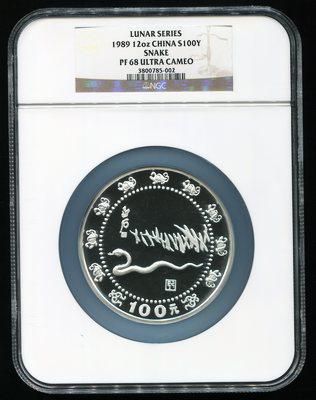 LUNAR SERIES
1989 12oz CHINA S100Y
SNAKE
PF 68 ULTRA CAMEO
3800785-002
NGC
100元